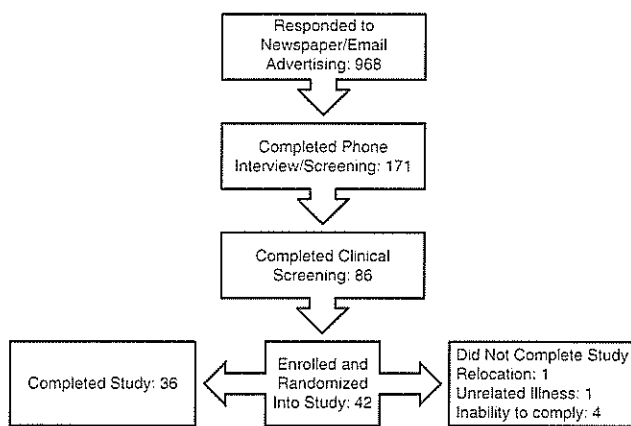 Responded to
Newspaper/Email
Advertising: 968
Completed Phone
Interview/Screening: 171
Completed Clinical
Screening: 86
Completed Study: 36
Enrolled and
Randomized
Into Study: 42
Did Not Complete Study
Relocation: 1
Unrelated Illness: 1
Inability to comply: 4